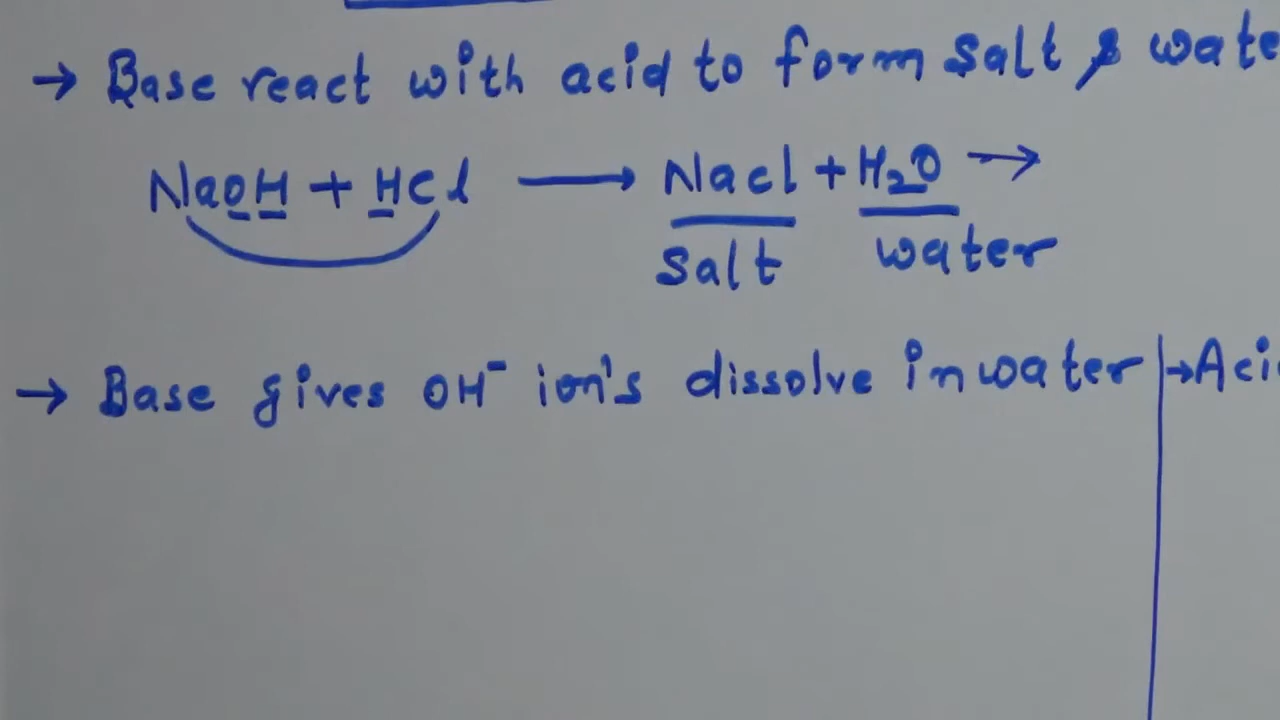 → Base react with acid to form salt & wate
NaOH + HCl → Nacl + H₂O →
salt water
→ Base gives OH⁻ ion's dissolve in water | → Aci